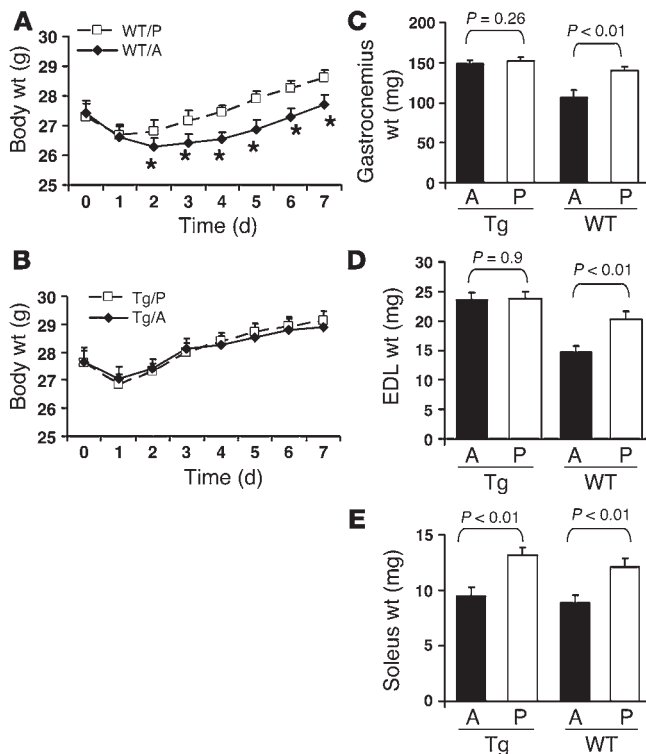 A
WT/P
WT/A
Body wt (g)
29
28
27
26
25
* * * * * *
0 1 2 3 4 5 6 7
Time (d)
B
Tg/P
Tg/A
Body wt (g)
30
29
28
27
26
25
0 1 2 3 4 5 6 7
Time (d)
C
P = 0.26
P < 0.01
Gastrocnemius
wt (mg)
200
150
100
50
0
A P A P
Tg WT
D
P = 0.9
P < 0.01
EDL wt (mg)
30
25
20
15
10
5
0
A P A P
Tg WT
E
P < 0.01
P < 0.01
Soleus wt (mg)
15
10
5
0
A P A P
Tg WT